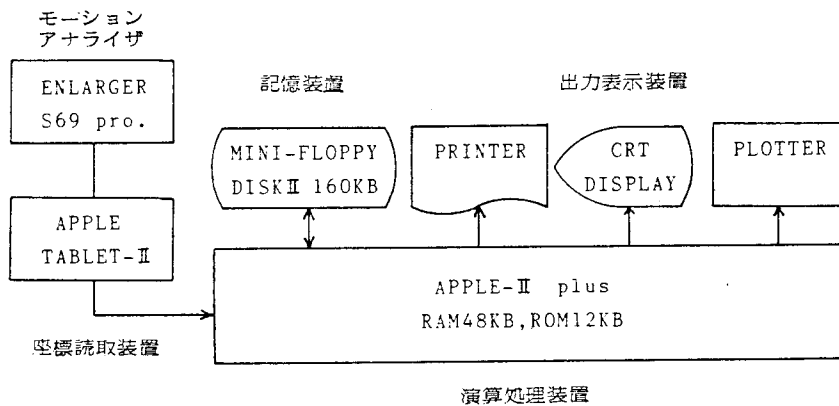 モーション
アナライザ
ENLARGER
S69 pro.
記憶装置
出力表示装置
MINI-FLOPPY
DISKⅡ 160KB
PRINTER
CRT
DISPLAY
PLOTTER
APPLE
TABLET-Ⅱ
APPLE-Ⅱ plus
RAM48KB,ROM12KB
座標読取装置
演算処理装置